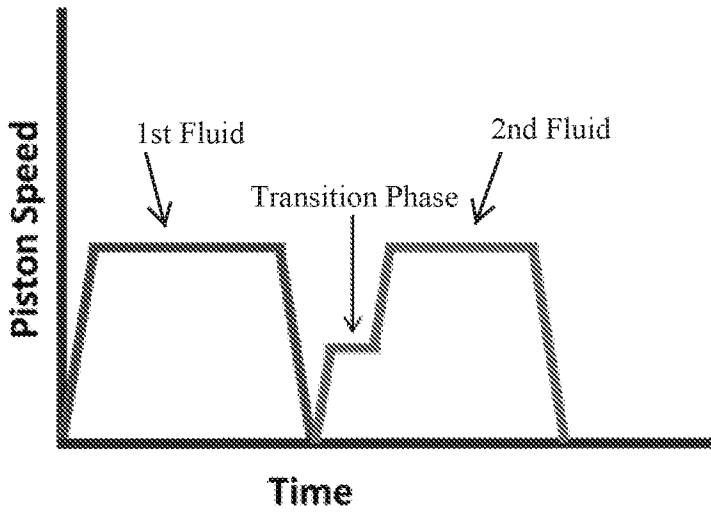 1st Fluid
2nd Fluid
Transition Phase
Piston Speed
Time